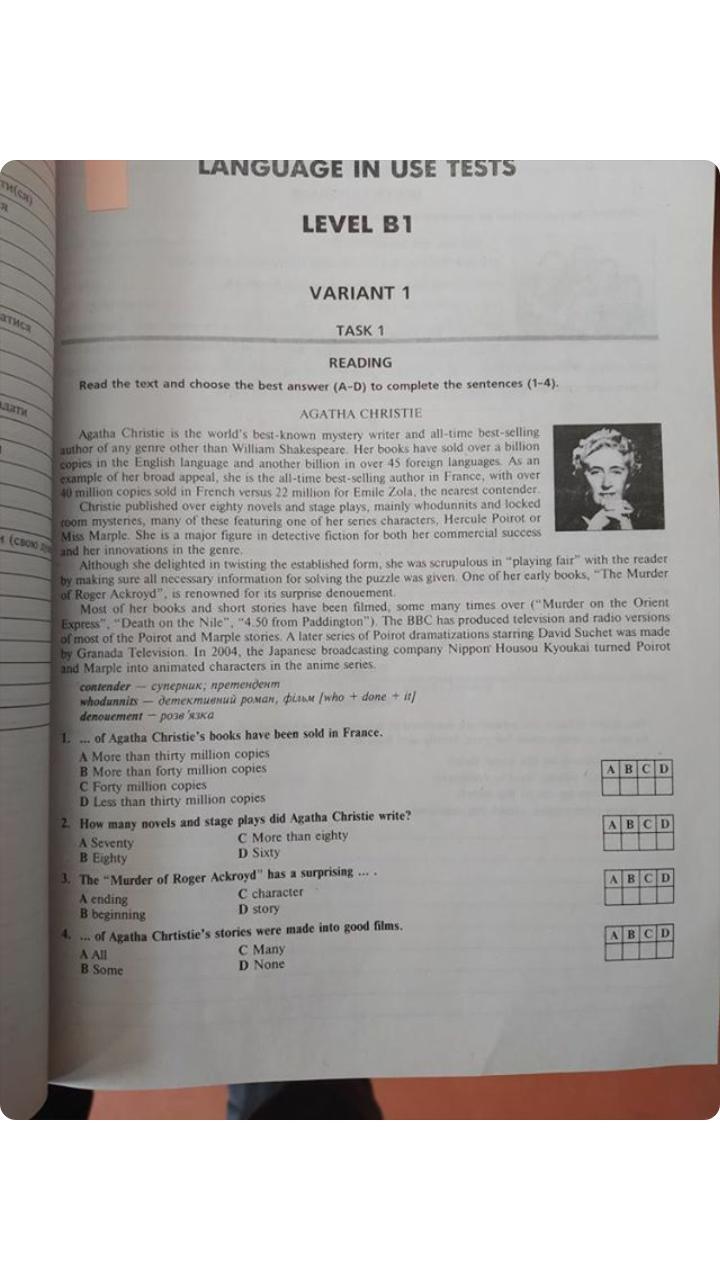 ти(ся)
я
атися
адати
и (свою ду
LANGUAGE IN USE TESTS
LEVEL B1
VARIANT 1
TASK 1
READING
Read the text and choose the best answer (A–D) to complete the sentences (1–4).
AGATHA CHRISTIE
Agatha Christie is the world's best-known mystery writer and all-time best-selling
author of any genre other than William Shakespeare. Her books have sold over a billion
copies in the English language and another billion in over 45 foreign languages. As an
example of her broad appeal, she is the all-time best-selling author in France, with over
40 million copies sold in French versus 22 million for Emile Zola, the nearest contender.
Christie published over eighty novels and stage plays, mainly whodunnits and locked
room mysteries, many of these featuring one of her series characters, Hercule Poirot or
Miss Marple. She is a major figure in detective fiction for both her commercial success
and her innovations in the genre.
Although she delighted in twisting the established form, she was scrupulous in “playing fair” with the reader
by making sure all necessary information for solving the puzzle was given. One of her early books, “The Murder
of Roger Ackroyd”, is renowned for its surprise denouement.
Most of her books and short stories have been filmed, some many times over (“Murder on the Orient
Express”, “Death on the Nile”, “4.50 from Paddington”). The BBC has produced television and radio versions
of most of the Poirot and Marple stories. A later series of Poirot dramatizations starring David Suchet was made
by Granada Television. In 2004, the Japanese broadcasting company Nippon Housou Kyoukai turned Poirot
and Marple into animated characters in the anime series.
contender — суперник; претендент
whodunnits — детективний роман, фільм [who + done + it]
denouement — розв'язка
1. ... of Agatha Christie's books have been sold in France.
A More than thirty million copies
B More than forty million copies
C Forty million copies
D Less than thirty million copies
A B C D
2. How many novels and stage plays did Agatha Christie write?
A Seventy C More than eighty
B Eighty D Sixty
A B C D
3. The “Murder of Roger Ackroyd” has a surprising ... .
A ending C character
B beginning D story
A B C D
4. ... of Agatha Chrtistie's stories were made into good films.
A All C Many
B Some D None
A B C D